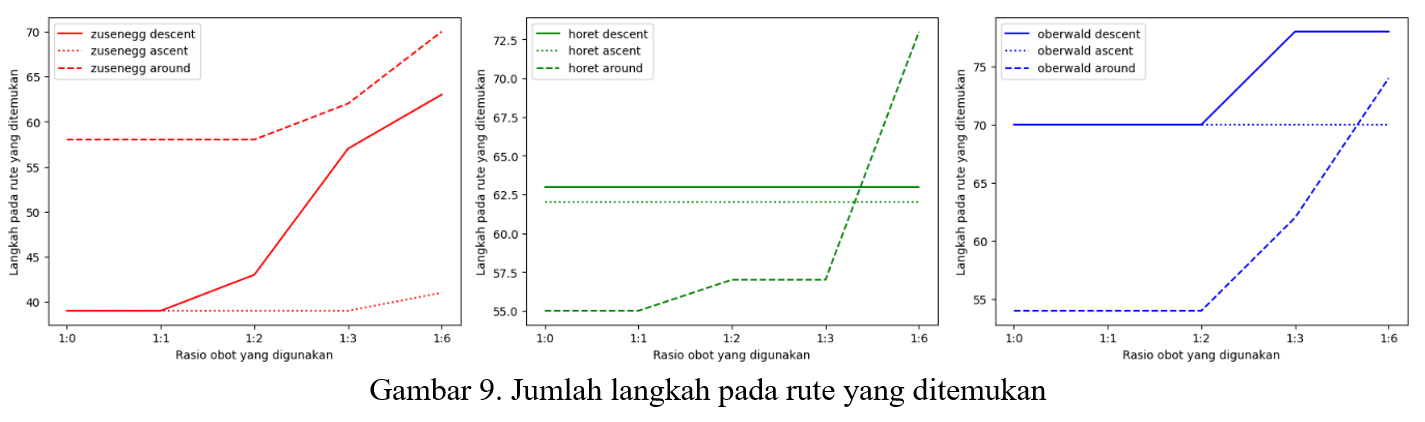 zusenegg descent
zusenegg ascent
zusenegg around
70
65
60
55
50
45
40
Langkah pada rute yang ditemukan
1:0 1:1 1:2 1:3 1:6
Rasio obot yang digunakan
horet descent
horet ascent
horet around
72.5
70.0
67.5
65.0
62.5
60.0
57.5
55.0
Langkah pada rute yang ditemukan
1:0 1:1 1:2 1:3 1:6
Rasio obot yang digunakan
oberwald descent
oberwald ascent
oberwald around
75
70
65
60
55
Langkah pada rute yang ditemukan
1:0 1:1 1:2 1:3 1:6
Rasio obot yang digunakan
Gambar 9. Jumlah langkah pada rute yang ditemukan